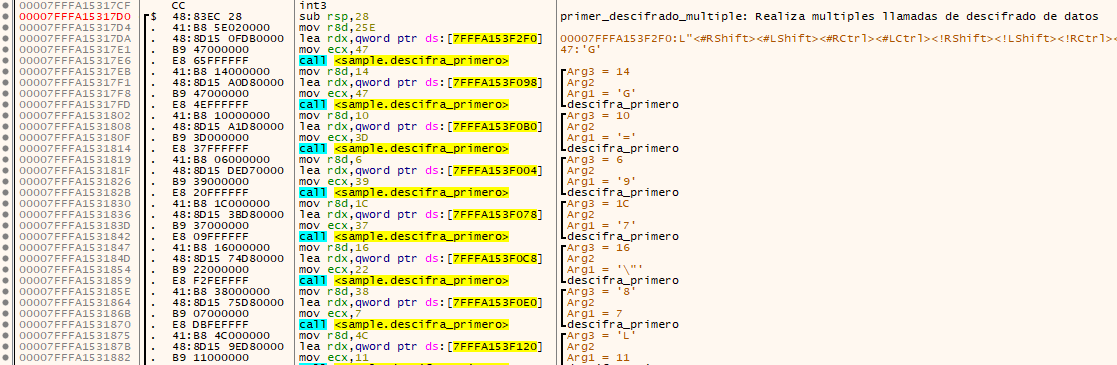 00007FFFA15317CF CC int3
00007FFFA15317D0 $ 48:83EC 28 sub rsp,28 primer_descifrado_multiple: Realiza multiples llamadas de descifrado de datos
00007FFFA15317D4 . 41:B8 5E020000 mov r8d,25E
00007FFFA15317DA . 48:8D15 0FDB0000 lea rdx,qword ptr ds:[7FFFA153F2F0] 00007FFFA153F2F0:L"<#RShift><#LShift><#RCtrl><#LCtrl><!RShift><!LShift><!RCtrl><
00007FFFA15317E1 . B9 47000000 mov ecx,47 47:'G'
00007FFFA15317E6 . E8 65FFFFFF call <sample.descifra_primero>
00007FFFA15317EB . 41:B8 14000000 mov r8d,14 Arg3 = 14
00007FFFA15317F1 . 48:8D15 A0D80000 lea rdx,qword ptr ds:[7FFFA153F098] Arg2
00007FFFA15317F8 . B9 47000000 mov ecx,47 Arg1 = 'G'
00007FFFA15317FD . E8 4EFFFFFF call <sample.descifra_primero> descifra_primero
00007FFFA1531802 . 41:B8 10000000 mov r8d,10 Arg3 = 10
00007FFFA1531808 . 48:8D15 A1D80000 lea rdx,qword ptr ds:[7FFFA153F0B0] Arg2
00007FFFA153180F . B9 3D000000 mov ecx,3D Arg1 = '='
00007FFFA1531814 . E8 37FFFFFF call <sample.descifra_primero> descifra_primero
00007FFFA1531819 . 41:B8 06000000 mov r8d,6 Arg3 = 6
00007FFFA153181F . 48:8D15 DED70000 lea rdx,qword ptr ds:[7FFFA153F004] Arg2
00007FFFA1531826 . B9 39000000 mov ecx,39 Arg1 = '9'
00007FFFA153182B . E8 20FFFFFF call <sample.descifra_primero> descifra_primero
00007FFFA1531830 . 41:B8 1C000000 mov r8d,1C Arg3 = 1C
00007FFFA1531836 . 48:8D15 3BD80000 lea rdx,qword ptr ds:[7FFFA153F078] Arg2
00007FFFA153183D . B9 37000000 mov ecx,37 Arg1 = '7'
00007FFFA1531842 . E8 09FFFFFF call <sample.descifra_primero> descifra_primero
00007FFFA1531847 . 41:B8 16000000 mov r8d,16 Arg3 = 16
00007FFFA153184D . 48:8D15 74D80000 lea rdx,qword ptr ds:[7FFFA153F0C8] Arg2
00007FFFA1531854 . B9 22000000 mov ecx,22 Arg1 = '\"'
00007FFFA1531859 . E8 F2FEFFFF call <sample.descifra_primero> descifra_primero
00007FFFA153185E . 41:B8 38000000 mov r8d,38 Arg3 = '8'
00007FFFA1531864 . 48:8D15 75D80000 lea rdx,qword ptr ds:[7FFFA153F0E0] Arg2
00007FFFA153186B . B9 07000000 mov ecx,7 Arg1 = 7
00007FFFA1531870 . E8 DBFEFFFF call <sample.descifra_primero> descifra_primero
00007FFFA1531875 . 41:B8 4C000000 mov r8d,4C Arg3 = 'L'
00007FFFA153187B . 48:8D15 9ED80000 lea rdx,qword ptr ds:[7FFFA153F120] Arg2
00007FFFA1531882 . B9 11000000 mov ecx,11 Arg1 = 11